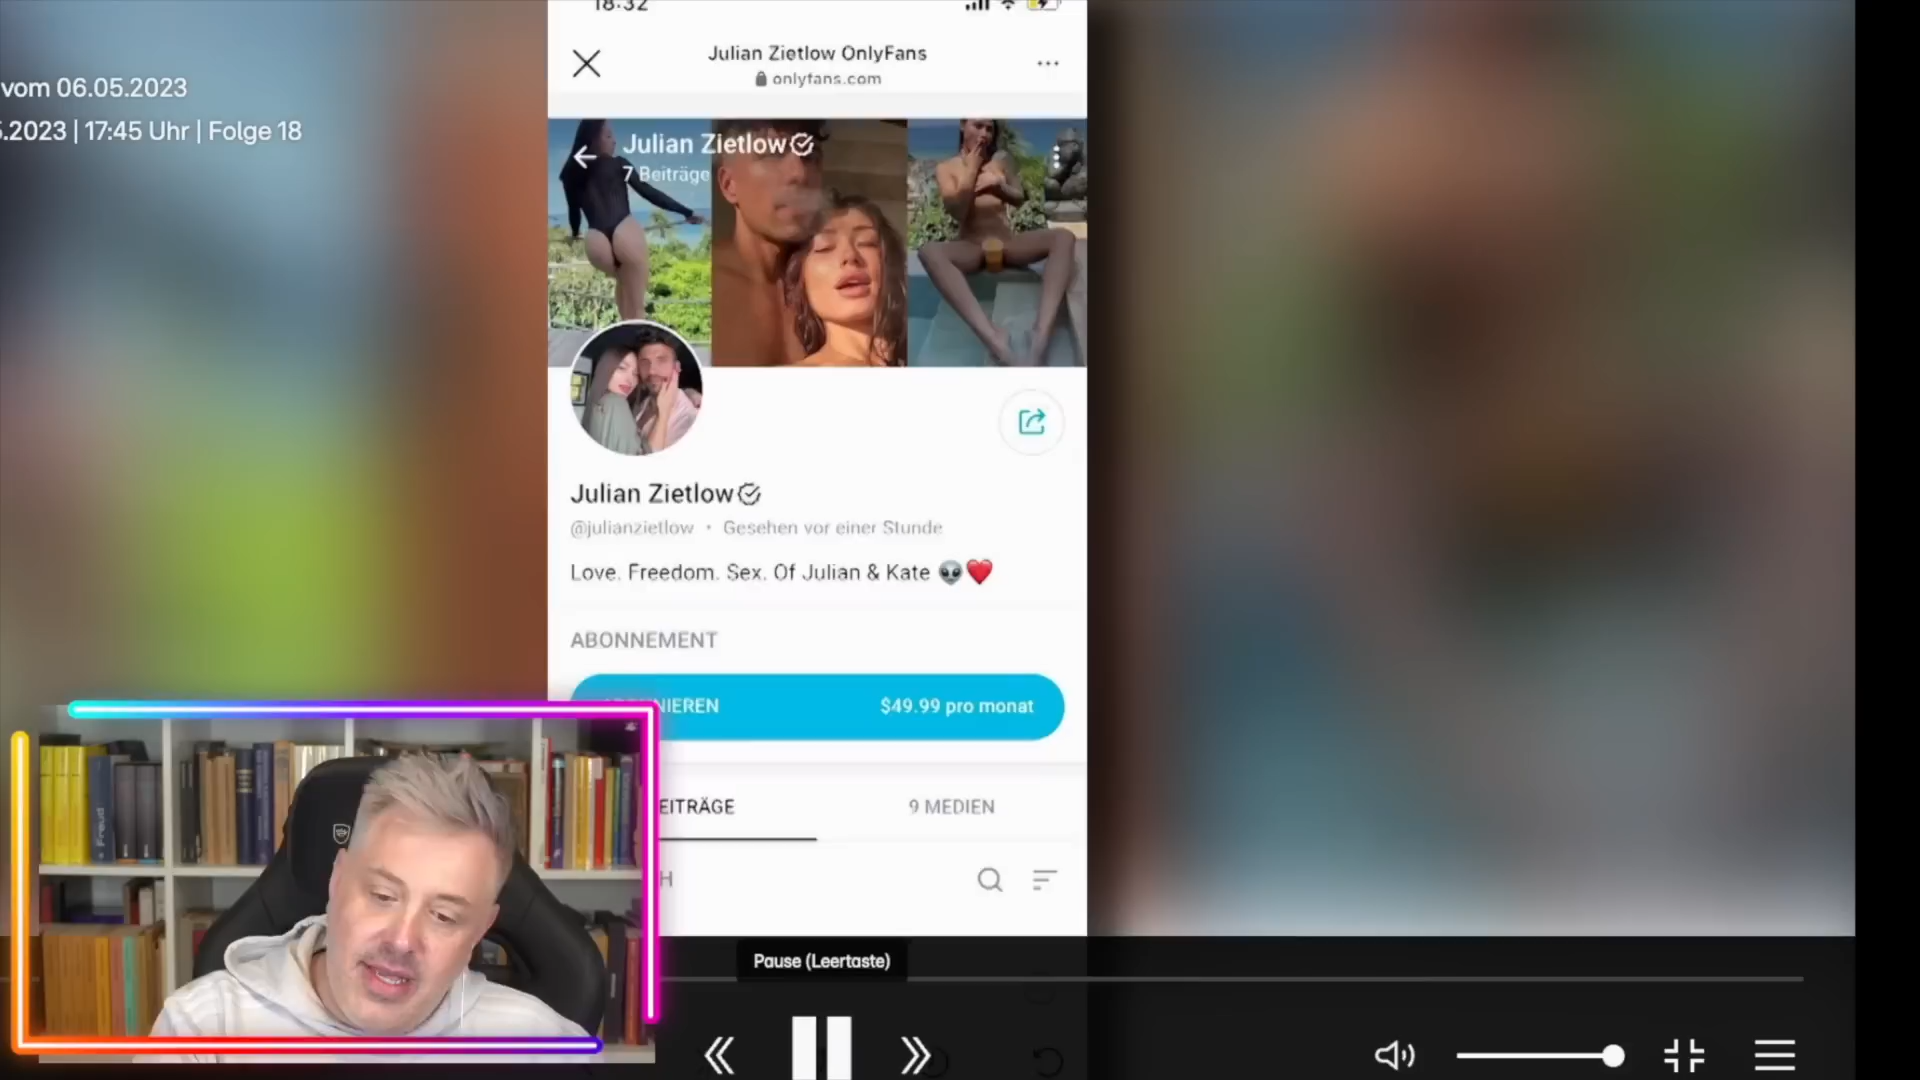 18:32
Julian Zietlow OnlyFans
onlyfans.com
vom 06.05.2023
.2023 | 17:45 Uhr | Folge 18
Julian Zietlow
7 Beiträge
Julian Zietlow
@julianzietlow • Gesehen vor einer Stunde
Love. Freedom. Sex. Of Julian & Kate 👽❤️
ABONNEMENT
NIEREN $49.99 pro monat
EITRÄGE 9 MEDIEN
H
Freud
Pause (Leertaste)